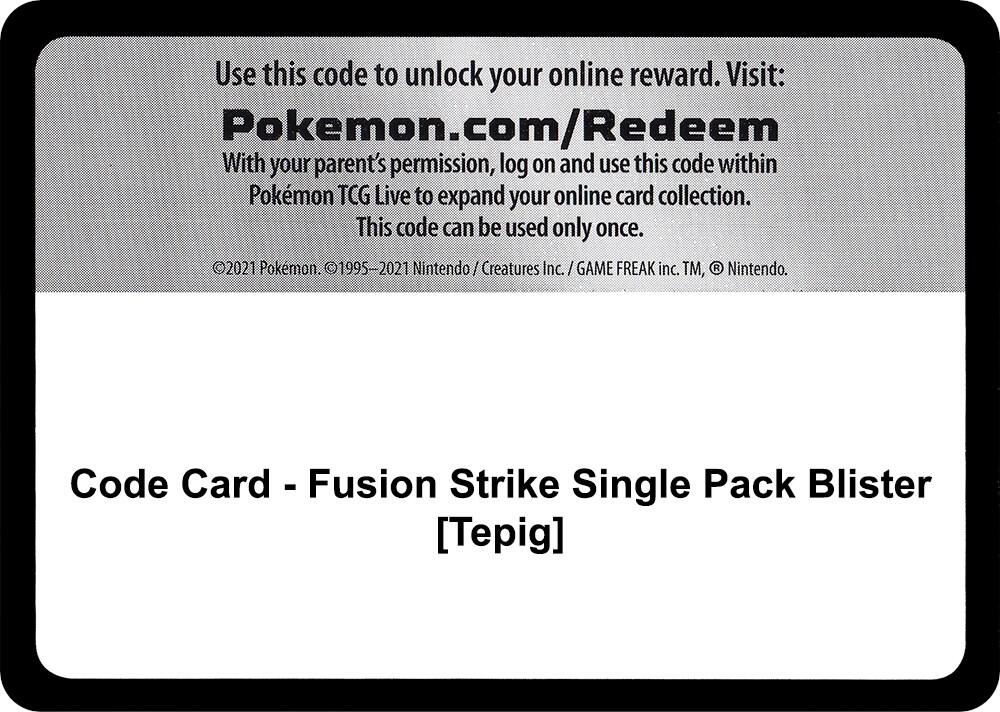 Use this code to unlock your online reward. Visit:
Pokemon.com/Redeem
With your parent's permission, log on and use this code within
Pokémon TCG Live to expand your online card collection.
This code can be used only once.
©2021 Pokémon. ©1995–2021 Nintendo / Creatures Inc. / GAME FREAK inc. TM, ® Nintendo.
Code Card - Fusion Strike Single Pack Blister
[Tepig]